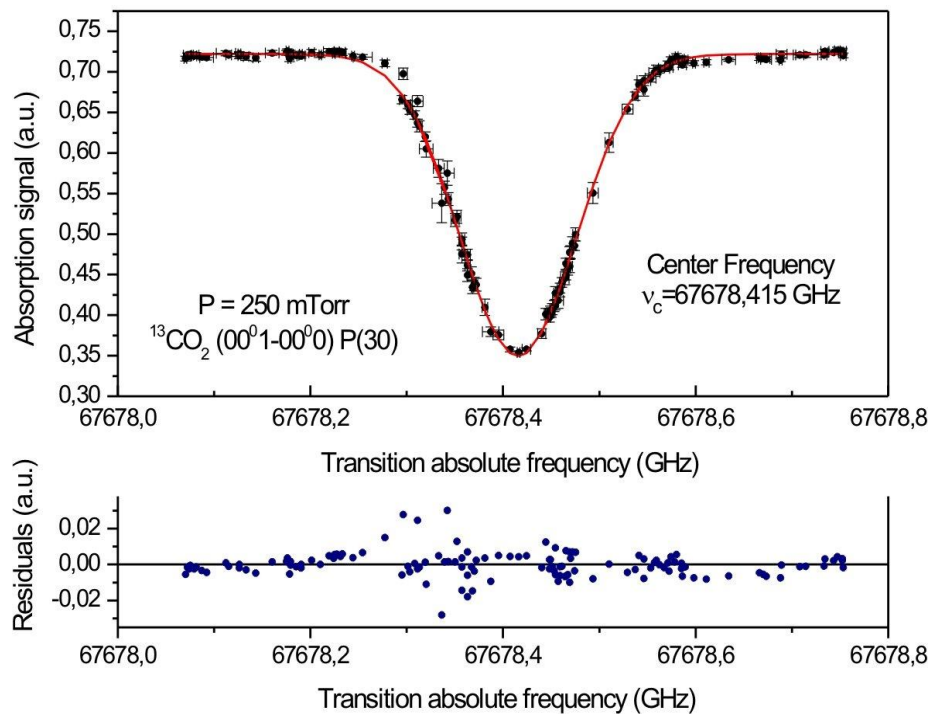 Absorption signal (a.u.)
0,75
0,70
0,65
0,60
0,55
0,50
0,45
0,40
0,35
0,30
P = 250 mTorr
¹³CO₂ (00⁰1-00⁰0) P(30)
Center Frequency
ν_c=67678,415 GHz
67678,0 67678,2 67678,4 67678,6 67678,8
Transition absolute frequency (GHz)
Residuals (a.u.)
0,02
0,00
-0,02
67678,0 67678,2 67678,4 67678,6 67678,8
Transition absolute frequency (GHz)